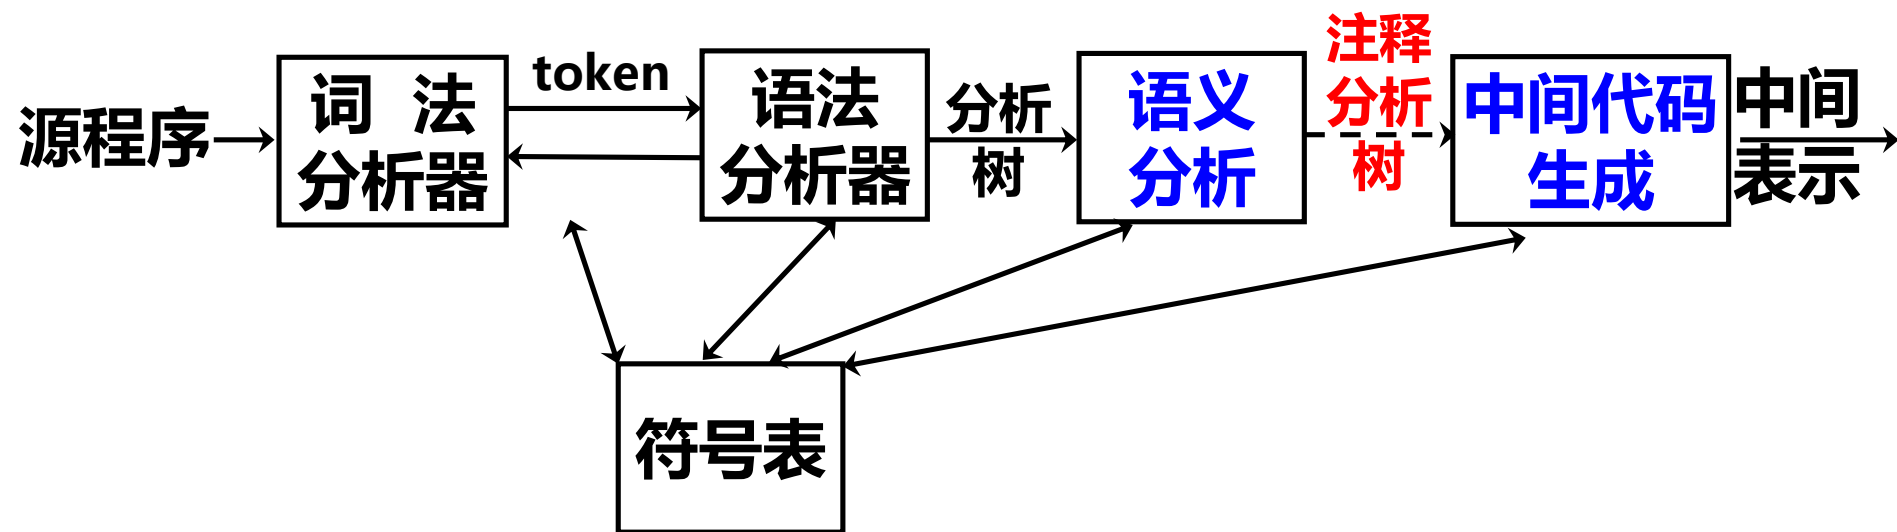 源程序
词 法
分析器
token
语法
分析器
分析
树
语义
分析
注释
分析
树
中间代码
生成
中间
表示
符号表